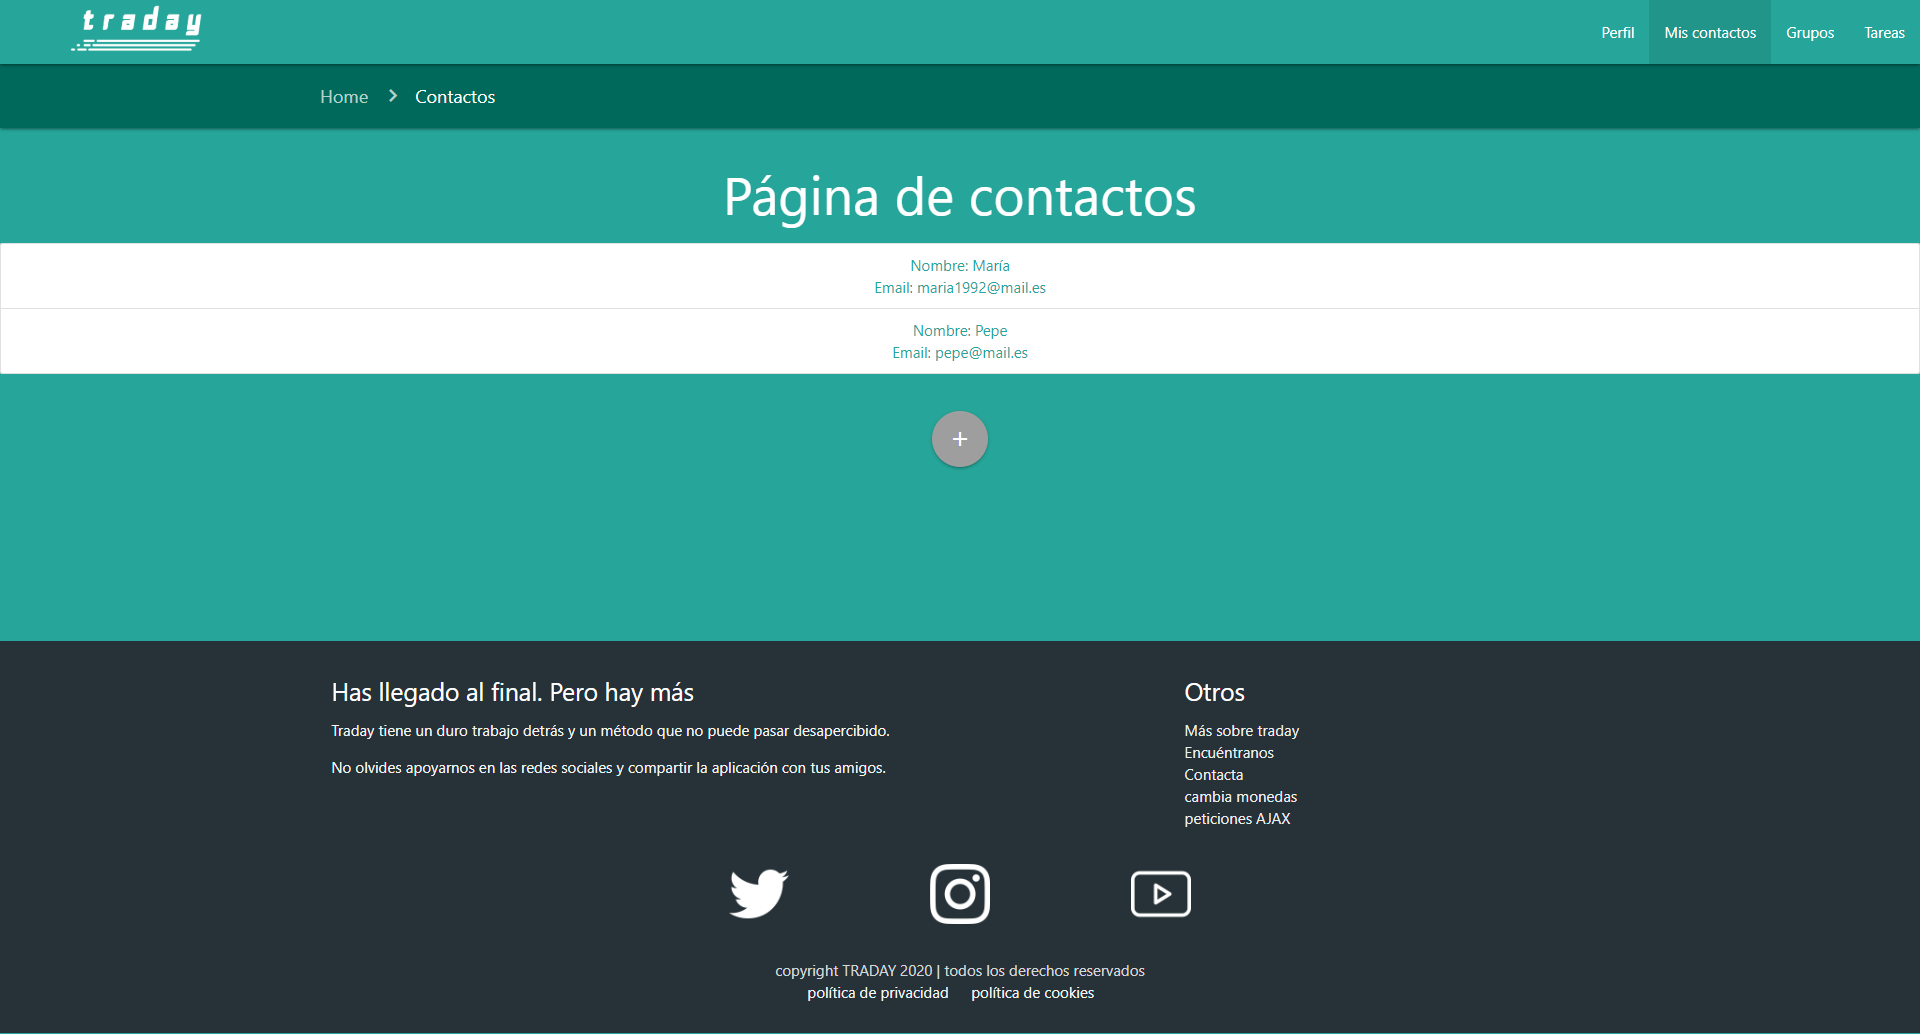 traday
Perfil
Mis contactos
Grupos
Tareas
Home
Contactos
Página de contactos
Nombre: María
Email: maria1992@mail.es
Nombre: Pepe
Email: pepe@mail.es
Has llegado al final. Pero hay más
Traday tiene un duro trabajo detrás y un método que no puede pasar desapercibido.
No olvides apoyarnos en las redes sociales y compartir la aplicación con tus amigos.
Otros
Más sobre traday
Encuéntranos
Contacta
cambia monedas
peticiones AJAX
copyright TRADAY 2020 | todos los derechos reservados
política de privacidad política de cookies